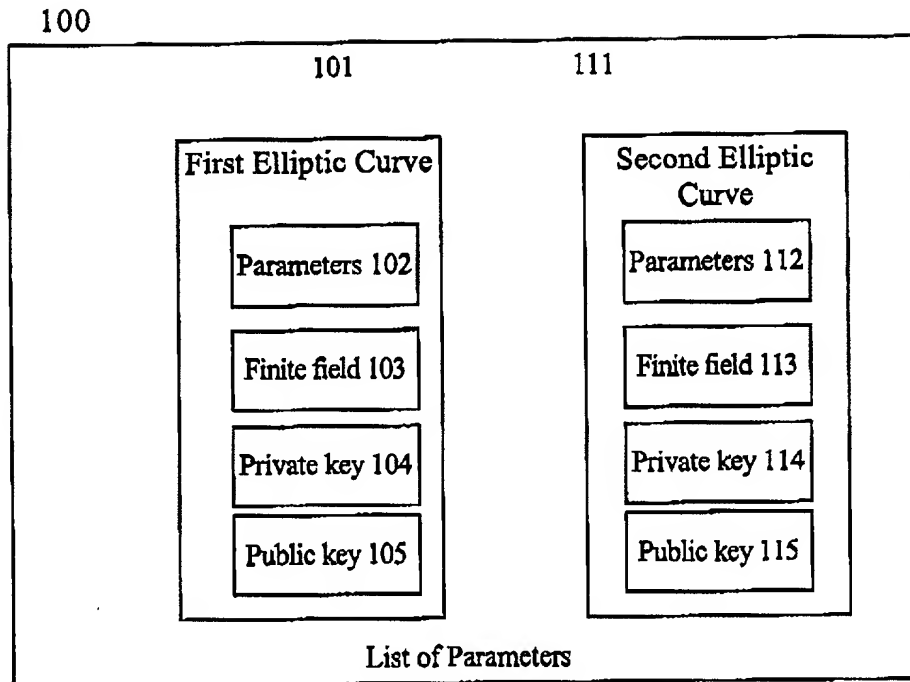 100
101
111
First Elliptic Curve
Parameters 102
Finite field 103
Private key 104
Public key 105
Second Elliptic
Curve
Parameters 112
Finite field 113
Private key 114
Public key 115
List of Parameters